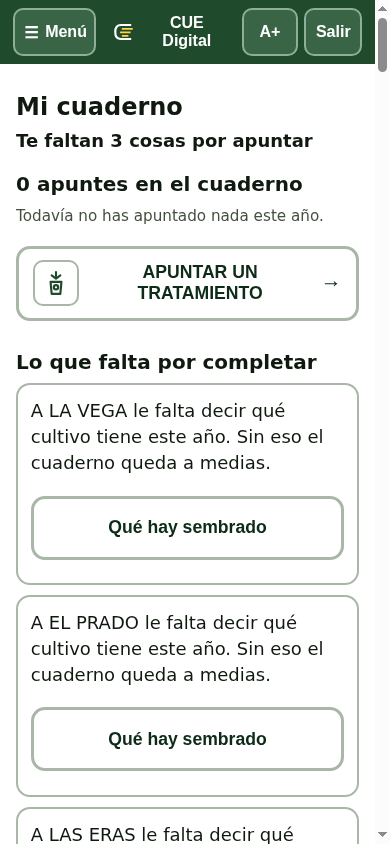 ☰ Menú
CUE
Digital
A+
Salir
Mi cuaderno
Te faltan 3 cosas por apuntar
0 apuntes en el cuaderno
Todavía no has apuntado nada este año.
APUNTAR UN
TRATAMIENTO
→
Lo que falta por completar
A LA VEGA le falta decir qué
cultivo tiene este año. Sin eso el
cuaderno queda a medias.
Qué hay sembrado
A EL PRADO le falta decir qué
cultivo tiene este año. Sin eso el
cuaderno queda a medias.
Qué hay sembrado
A LAS ERAS le falta decir qué